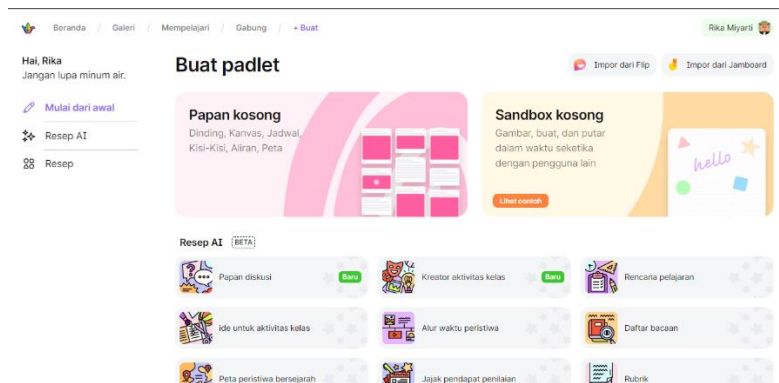 Beranda / Galeri / Mempelajari / Gabung / + Buat
Rika Miyarti
Hai, Rika
Jangan lupa minum air.
Mulai dari awal
Resep AI
Resep
Buat padlet
Impor dari Flip
Impor dari Jamboard
Papan kosong
Dinding, Kanvas, Jadwal,
Kisi-Kisi, Aliran, Peta
Sandbox kosong
Gambar, buat, dan putar
dalam waktu seketika
dengan pengguna lain
Lihat contoh
hello
Resep AI BETA
Papan diskusi Baru
Kreator aktivitas kelas Baru
Rencana pelajaran
ide untuk aktivitas kelas
Alur waktu peristiwa
Daftar bacaan
Peta peristiwa bersejarah
Jajak pendapat penilaian
Rubrik